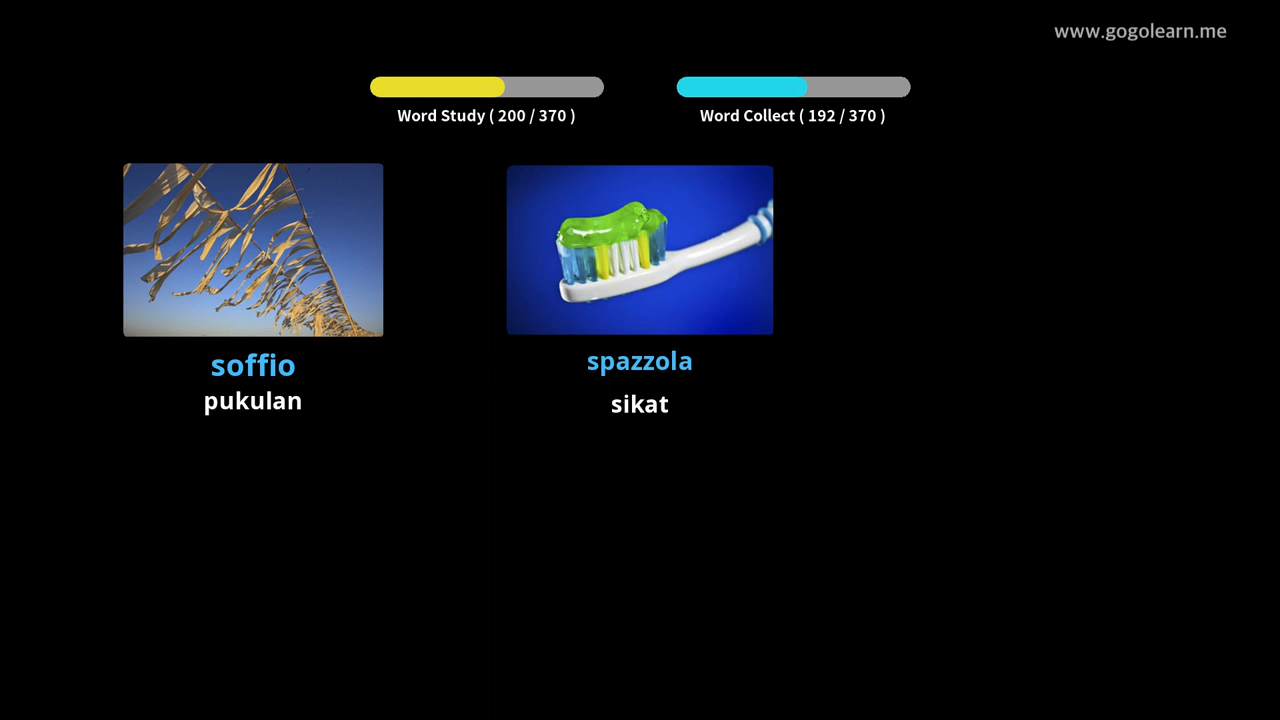 www.gogolearn.me
Word Study ( 200 / 370 )
Word Collect ( 192 / 370 )
soffio
pukulan
spazzola
sikat